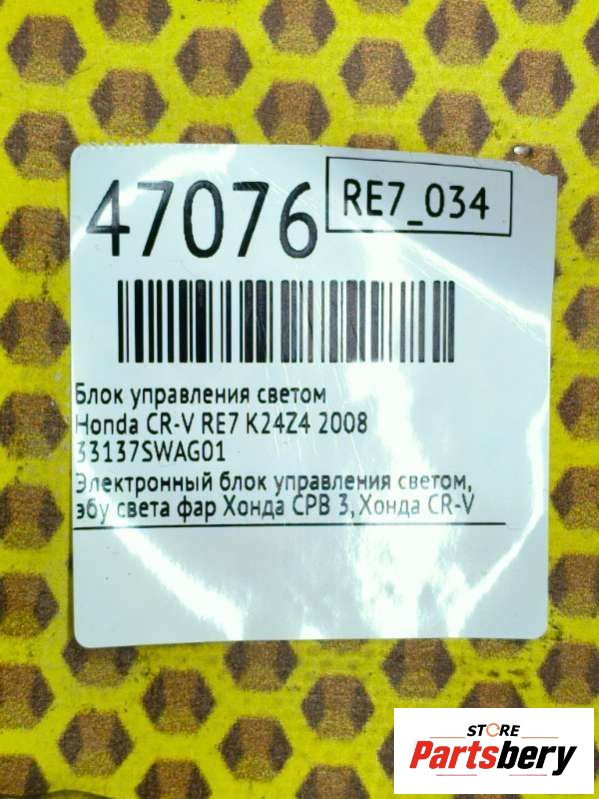 47076
RE7_034
Блок управления светом
Honda CR-V RE7 K24Z4 2008
33137SWAG01
Электронный блок управления светом,
эбу света фар Хонда СРВ 3, Хонда CR-V
STORE
Partsbery